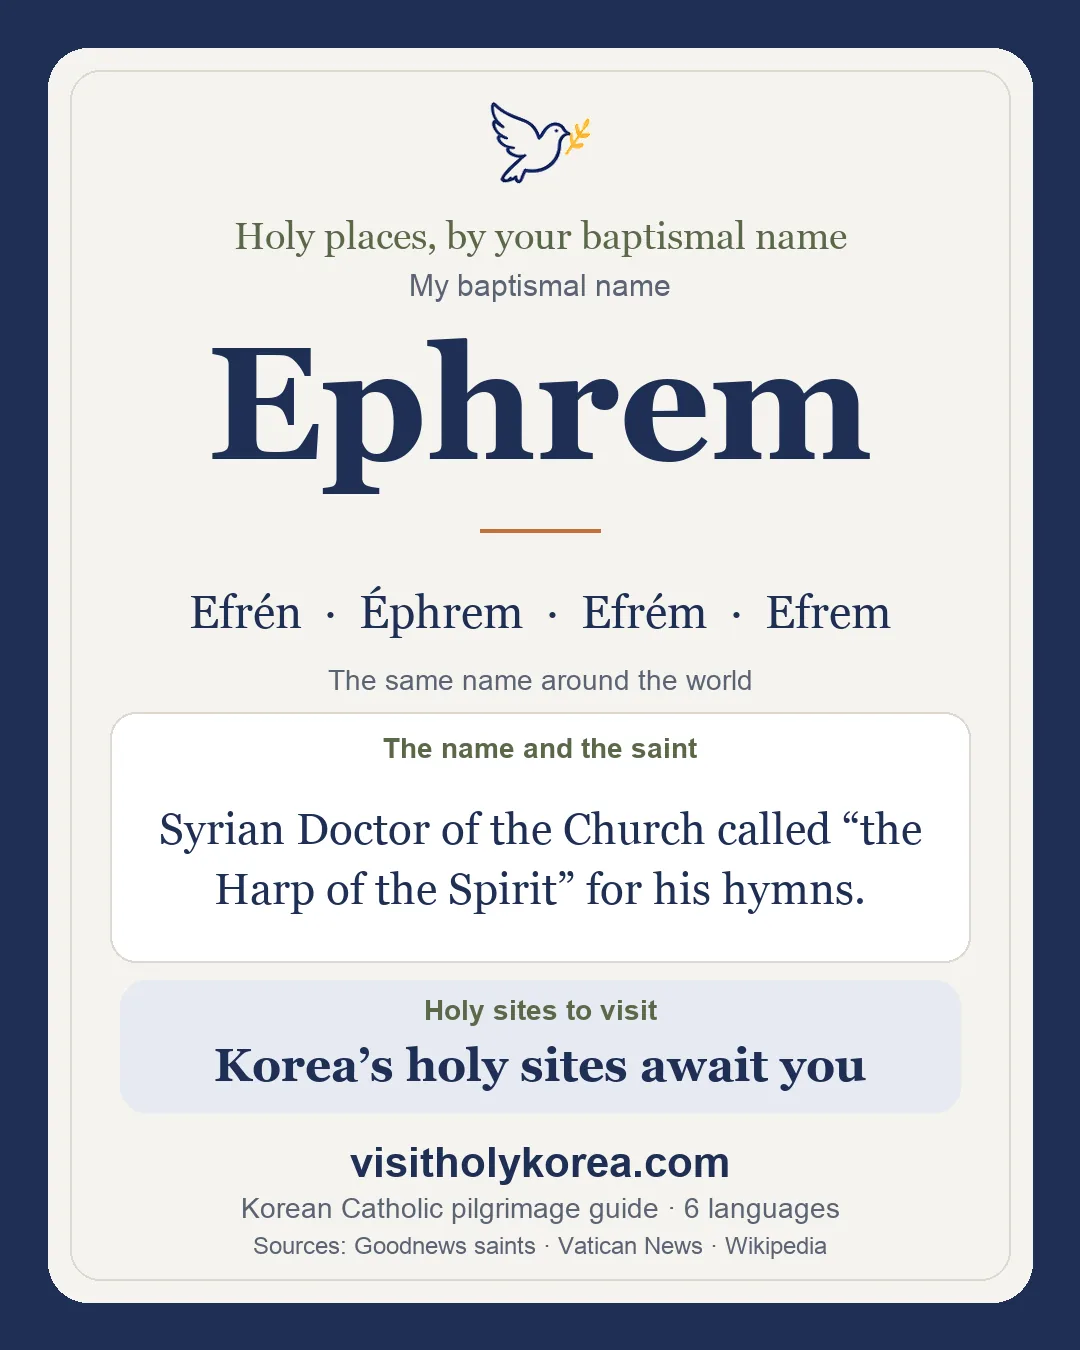 Holy places, by your baptismal name
My baptismal name
Ephrem
Efrén · Éphrem · Efrém · Efrem
The same name around the world
The name and the saint
Syrian Doctor of the Church called “the
Harp of the Spirit” for his hymns.
Holy sites to visit
Korea’s holy sites await you
visitholykorea.com
Korean Catholic pilgrimage guide · 6 languages
Sources: Goodnews saints · Vatican News · Wikipedia